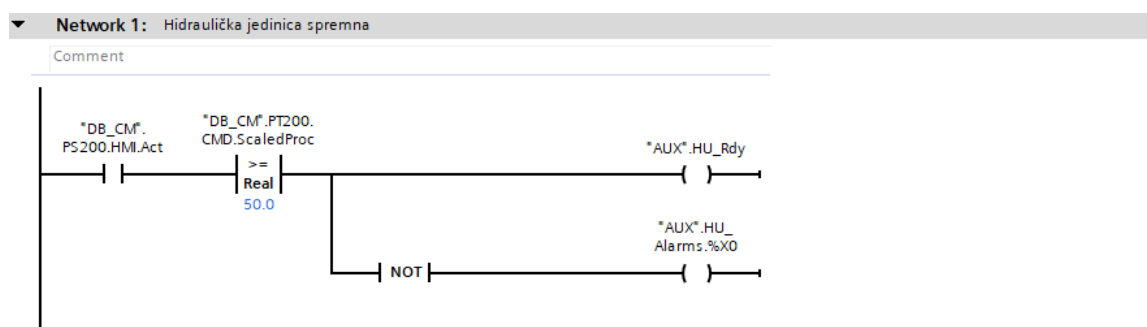 Network 1: Hidraulička jedinica spremna
Comment
"DB_CM".
PS200.HMI.Act
"DB_CM".PT200.
CMD.ScaledProc
>=
Real
50.0
"AUX".HU_Rdy
"AUX".HU_
Alarms.%X0
NOT